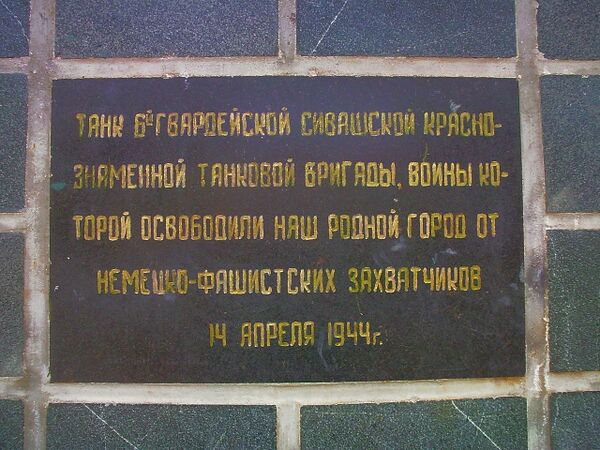 ТАНК 6й ГВАРДЕЙСКОЙ СИВАШСКОЙ КРАСНО-
ЗНАМЕННОЙ ТАНКОВОЙ БРИГАДЫ, ВОИНЫ КО-
ТОРОЙ ОСВОБОДИЛИ НАШ РОДНОЙ ГОРОД ОТ
НЕМЕЦКО-ФАШИСТСКИХ ЗАХВАТЧИКОВ
14 АПРЕЛЯ 1944г.